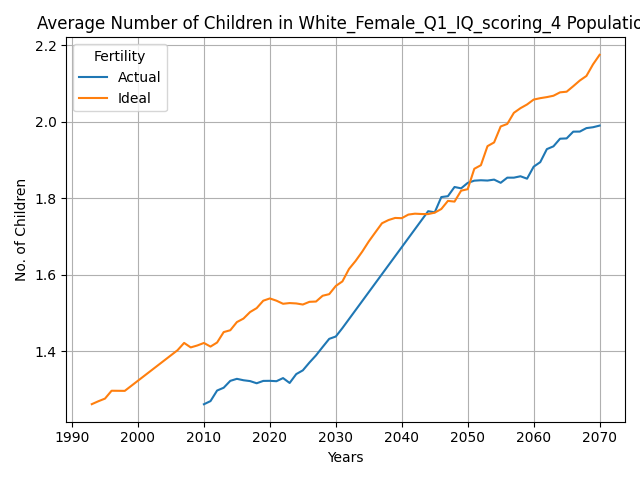 Average Number of Children in White_Female_Q1_IQ_scoring_4 Populatio
Fertility
Actual
Ideal
2.2
2.0
1.8
1.6
1.4
No. of Children
1990 2000 2010 2020 2030 2040 2050 2060 2070
Years